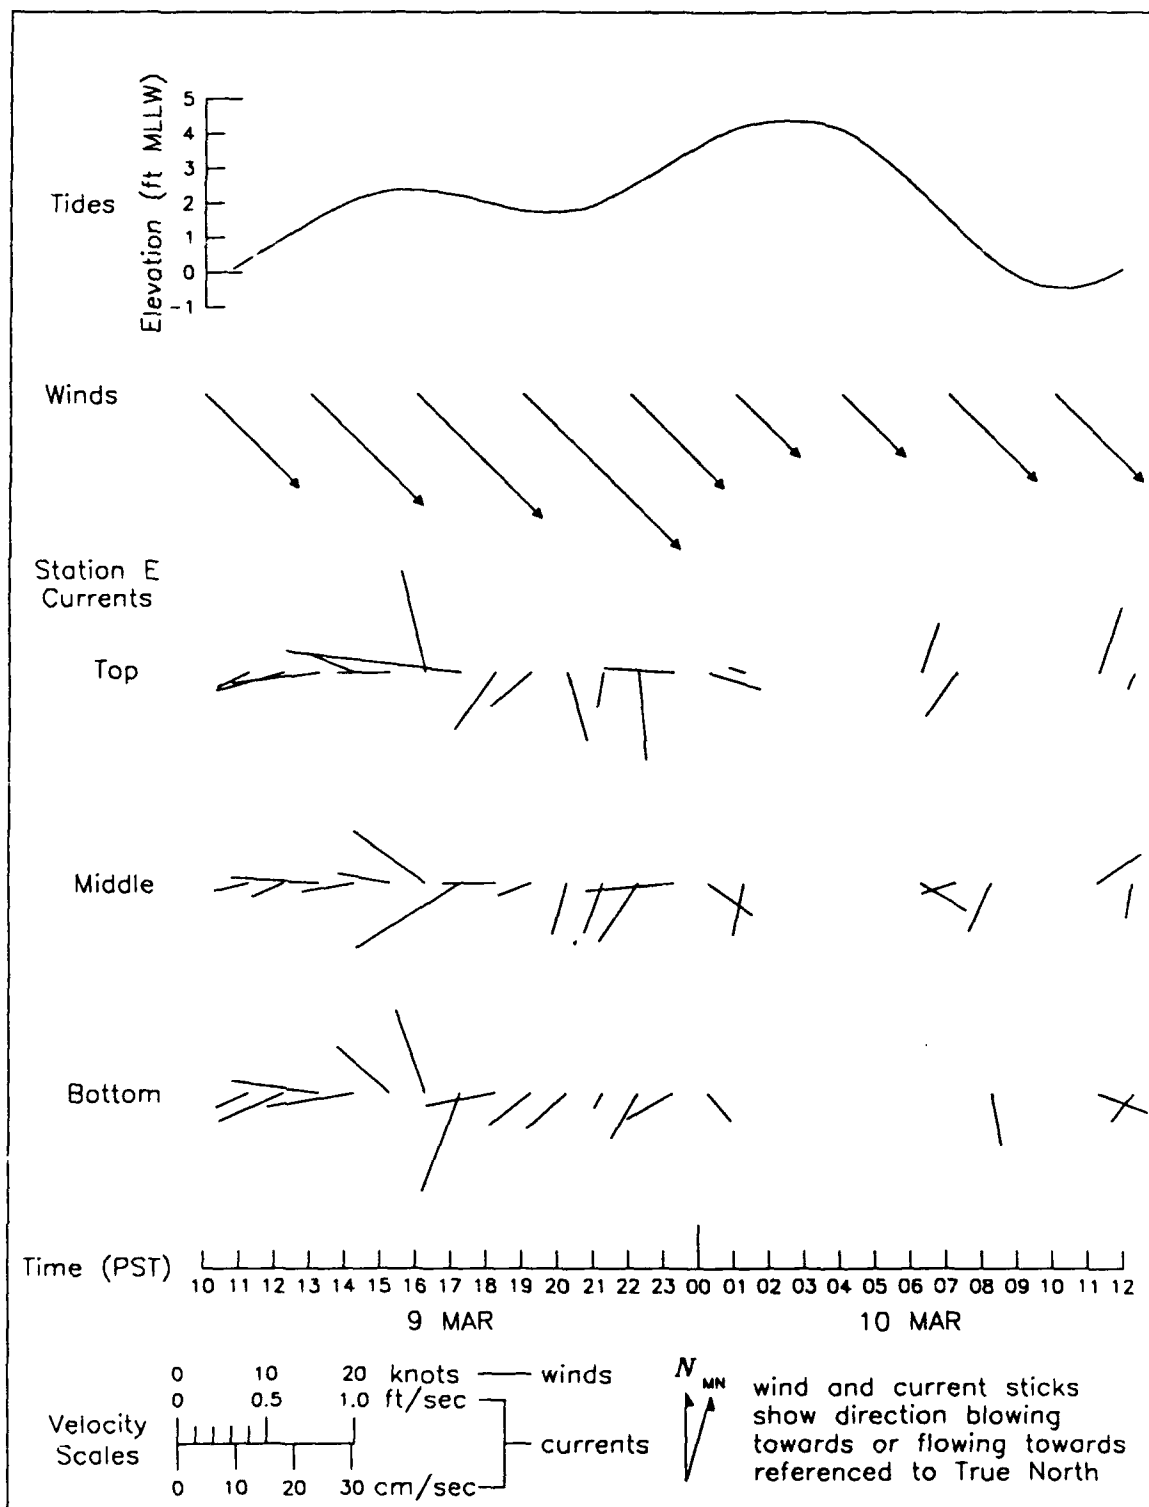 Tides
Elevation (ft MLLW)
5
4
3
2
1
0
-1
Winds
Station E
Currents
Top
Middle
Bottom
Time (PST)
10 11 12 13 14 15 16 17 18 19 20 21 22 23 00 01 02 03 04 05 06 07 08 09 10 11 12
9 MAR 10 MAR
Velocity
Scales
0 10 20 knots winds
0 0.5 1.0 ft/sec
currents
0 10 20 30 cm/sec
N MN
wind and current sticks
show direction blowing
towards or flowing towards
referenced to True North